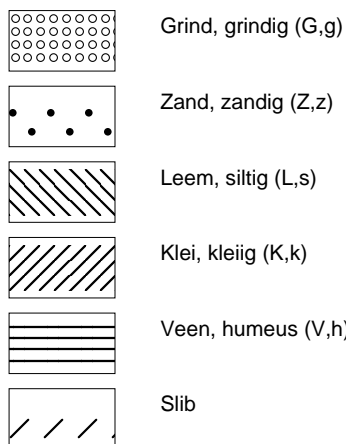 Grind, grindig (G,g)
Zand, zandig (Z,z)
Leem, siltig (L,s)
Klei, kleiig (K,k)
Veen, humeus (V,h)
Slib